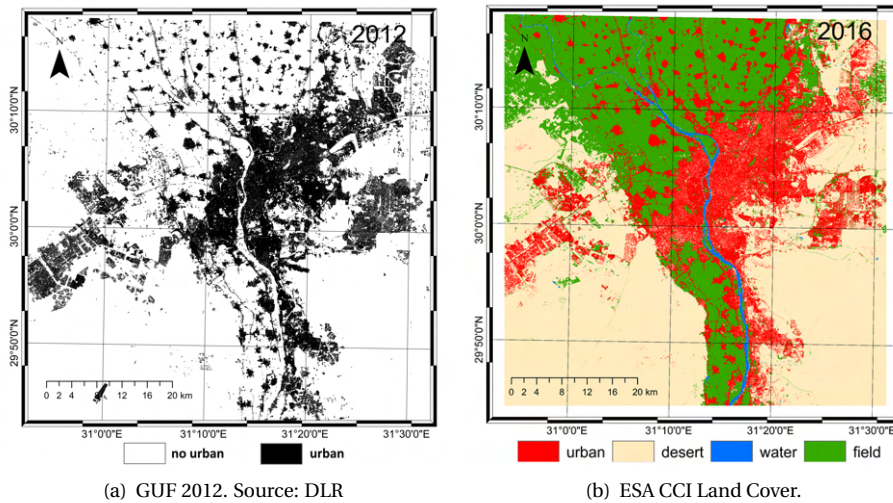 2012
N
30°10'0"N
30°0'0"N
29°50'0"N
0 2 4 8 12 16 20 km
31°0'0"E 31°10'0"E 31°20'0"E 31°30'0"E
no urban urban
(a) GUF 2012. Source: DLR
2016
N
30°10'0"N
30°0'0"N
29°50'0"N
0 2 4 8 12 16 20 km
31°0'0"E 31°10'0"E 31°20'0"E 31°30'0"E
urban desert water field
(b) ESA CCI Land Cover.